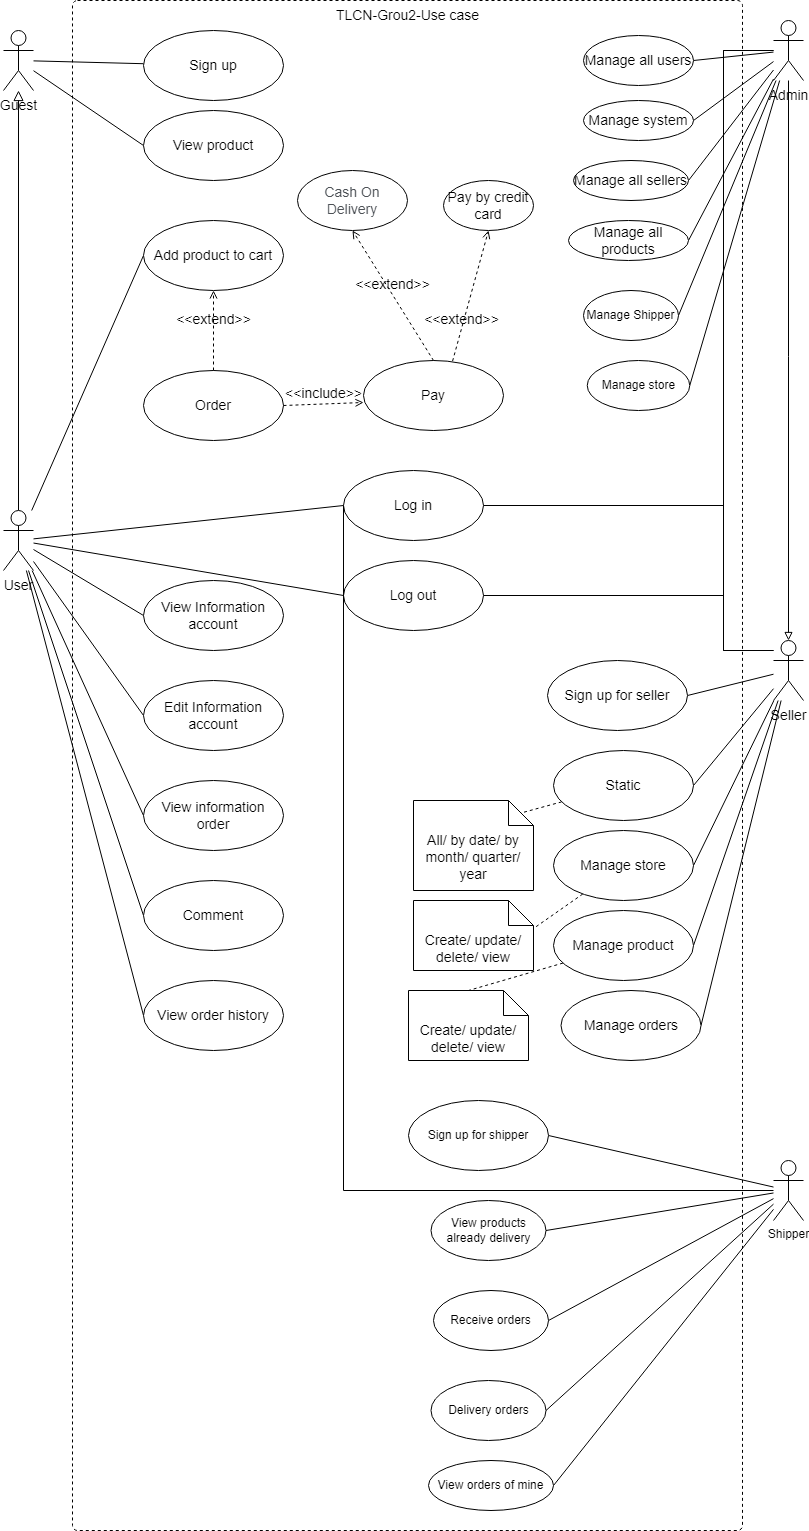 TLCN-Grou2-Use case
Guest
Sign up
View product
Manage all users
Admin
Manage system
Manage all sellers
Cash On
Delivery
Pay by credit
card
Manage all
products
Add product to cart
<<extend>>
<<extend>>
<<extend>>
Manage Shipper
Order
<<include>>
Pay
Manage store
Log in
Log out
User
View Information
account
Edit Information
account
View information
order
Comment
View order history
Sign up for seller
Seller
Static
All/ by date/ by
month/ quarter/
year
Manage store
Create/ update/
delete/ view
Manage product
Create/ update/
delete/ view
Manage orders
Sign up for shipper
Shipper
View products
already delivery
Receive orders
Delivery orders
View orders of mine